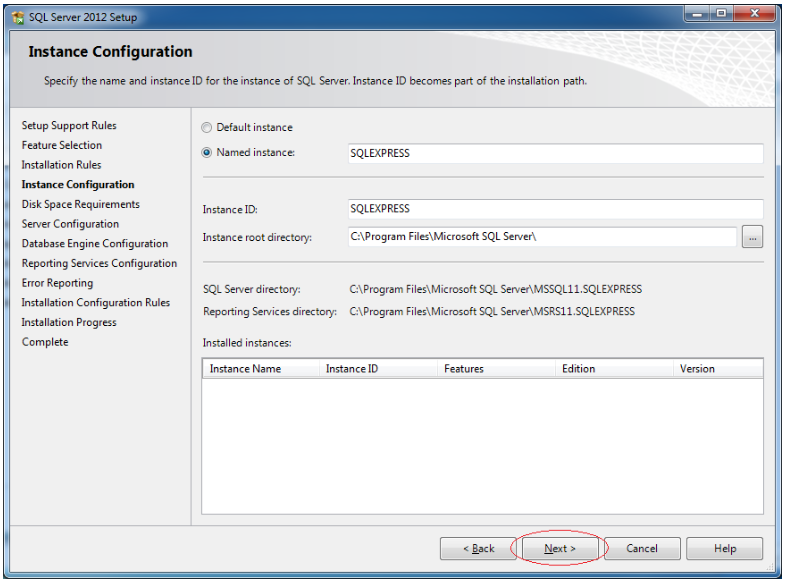 SQL Server 2012 Setup
Instance Configuration
Specify the name and instance ID for the instance of SQL Server. Instance ID becomes part of the installation path.
Setup Support Rules
Feature Selection
Installation Rules
Instance Configuration
Disk Space Requirements
Server Configuration
Database Engine Configuration
Reporting Services Configuration
Error Reporting
Installation Configuration Rules
Installation Progress
Complete
Default instance
Named instance: SQLEXPRESS
Instance ID: SQLEXPRESS
Instance root directory: C:\Program Files\Microsoft SQL Server\ ...
SQL Server directory: C:\Program Files\Microsoft SQL Server\MSSQL11.SQLEXPRESS
Reporting Services directory: C:\Program Files\Microsoft SQL Server\MSRS11.SQLEXPRESS
Installed instances:
Instance Name Instance ID Features Edition Version
< Back Next > Cancel Help